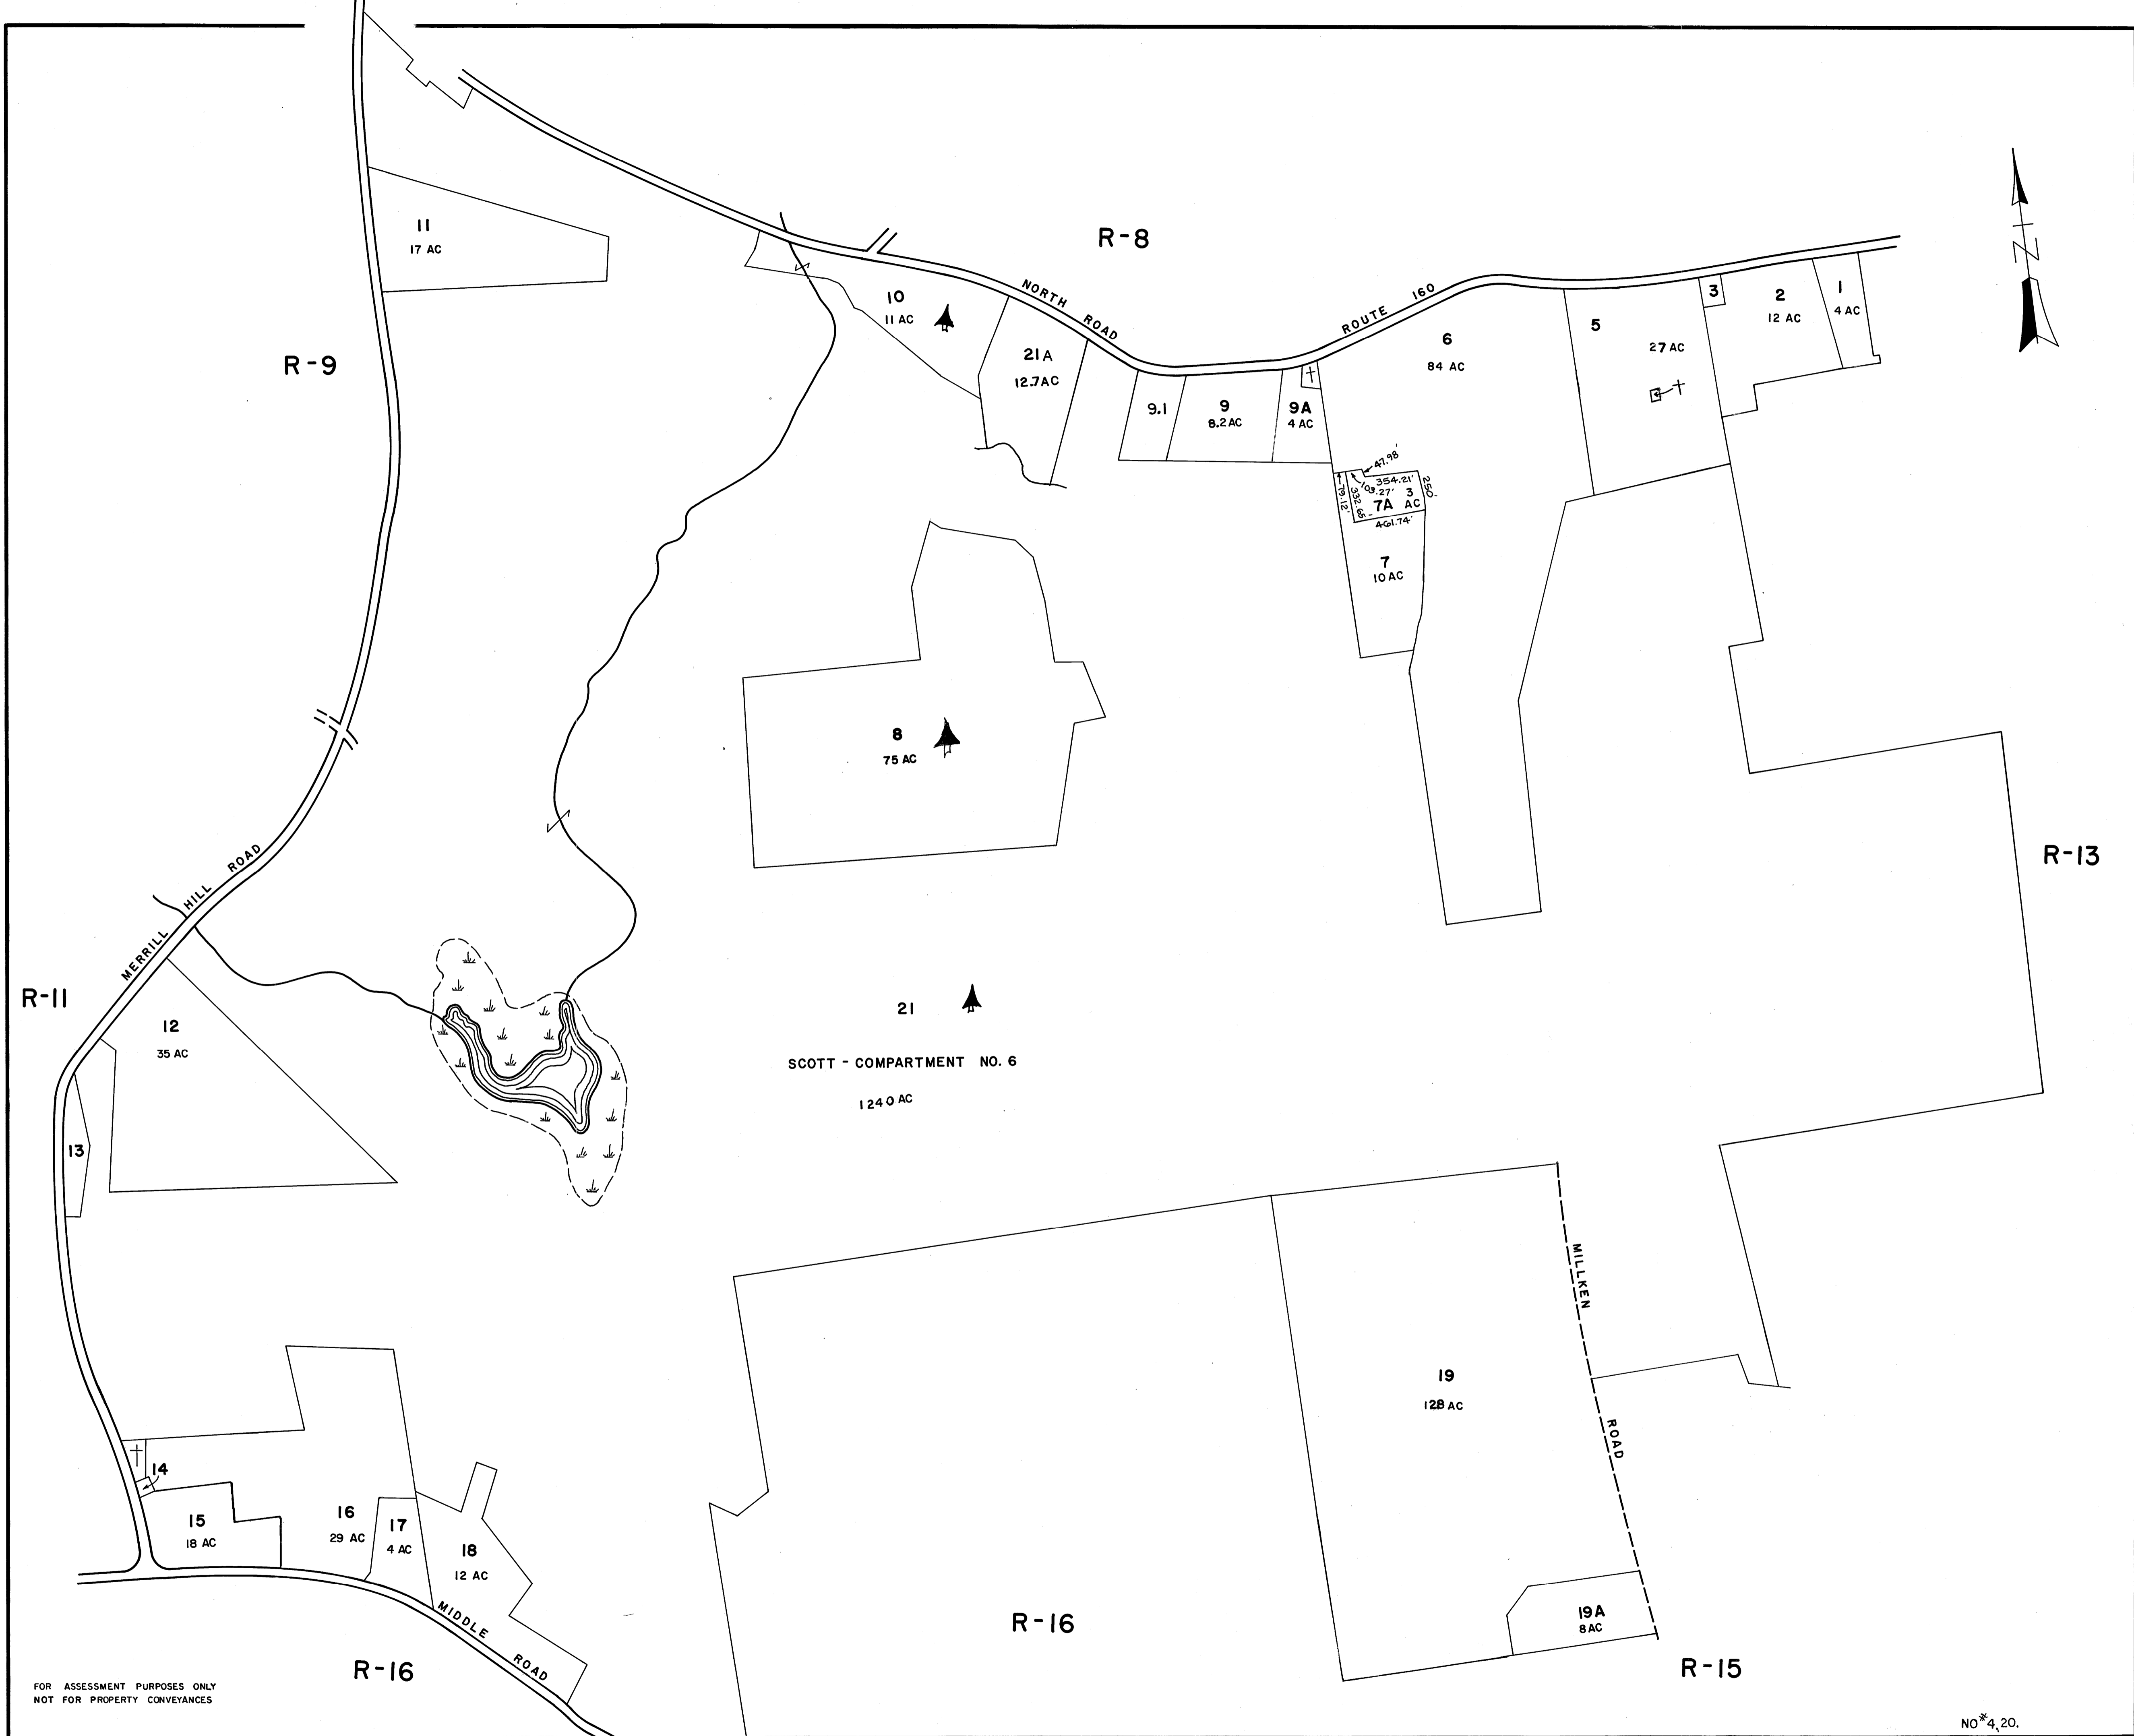 R-8
11
17 AC
R-9
10
11 AC
NORTH ROAD
21A
12.7AC
ROUTE 160
9.1
9
8.2 AC
9A
4 AC
6
84 AC
5
27 AC
3
2
12 AC
1
4 AC
N
47.98'
354.21'
103.27'
3
7A AC
250'
79.12'
332.65
461.74'
7
10 AC
8
75 AC
R-13
MERRILL HILL ROAD
R-11
12
35 AC
13
21
SCOTT - COMPARTMENT NO. 6
1240 AC
MILLKEN ROAD
19
128 AC
14
15
18 AC
16
29 AC
17
4 AC
18
12 AC
MIDDLE ROAD
19A
8 AC
R-16
R-16
R-15
FOR ASSESSMENT PURPOSES ONLY
NOT FOR PROPERTY CONVEYANCES
NO*4,20.